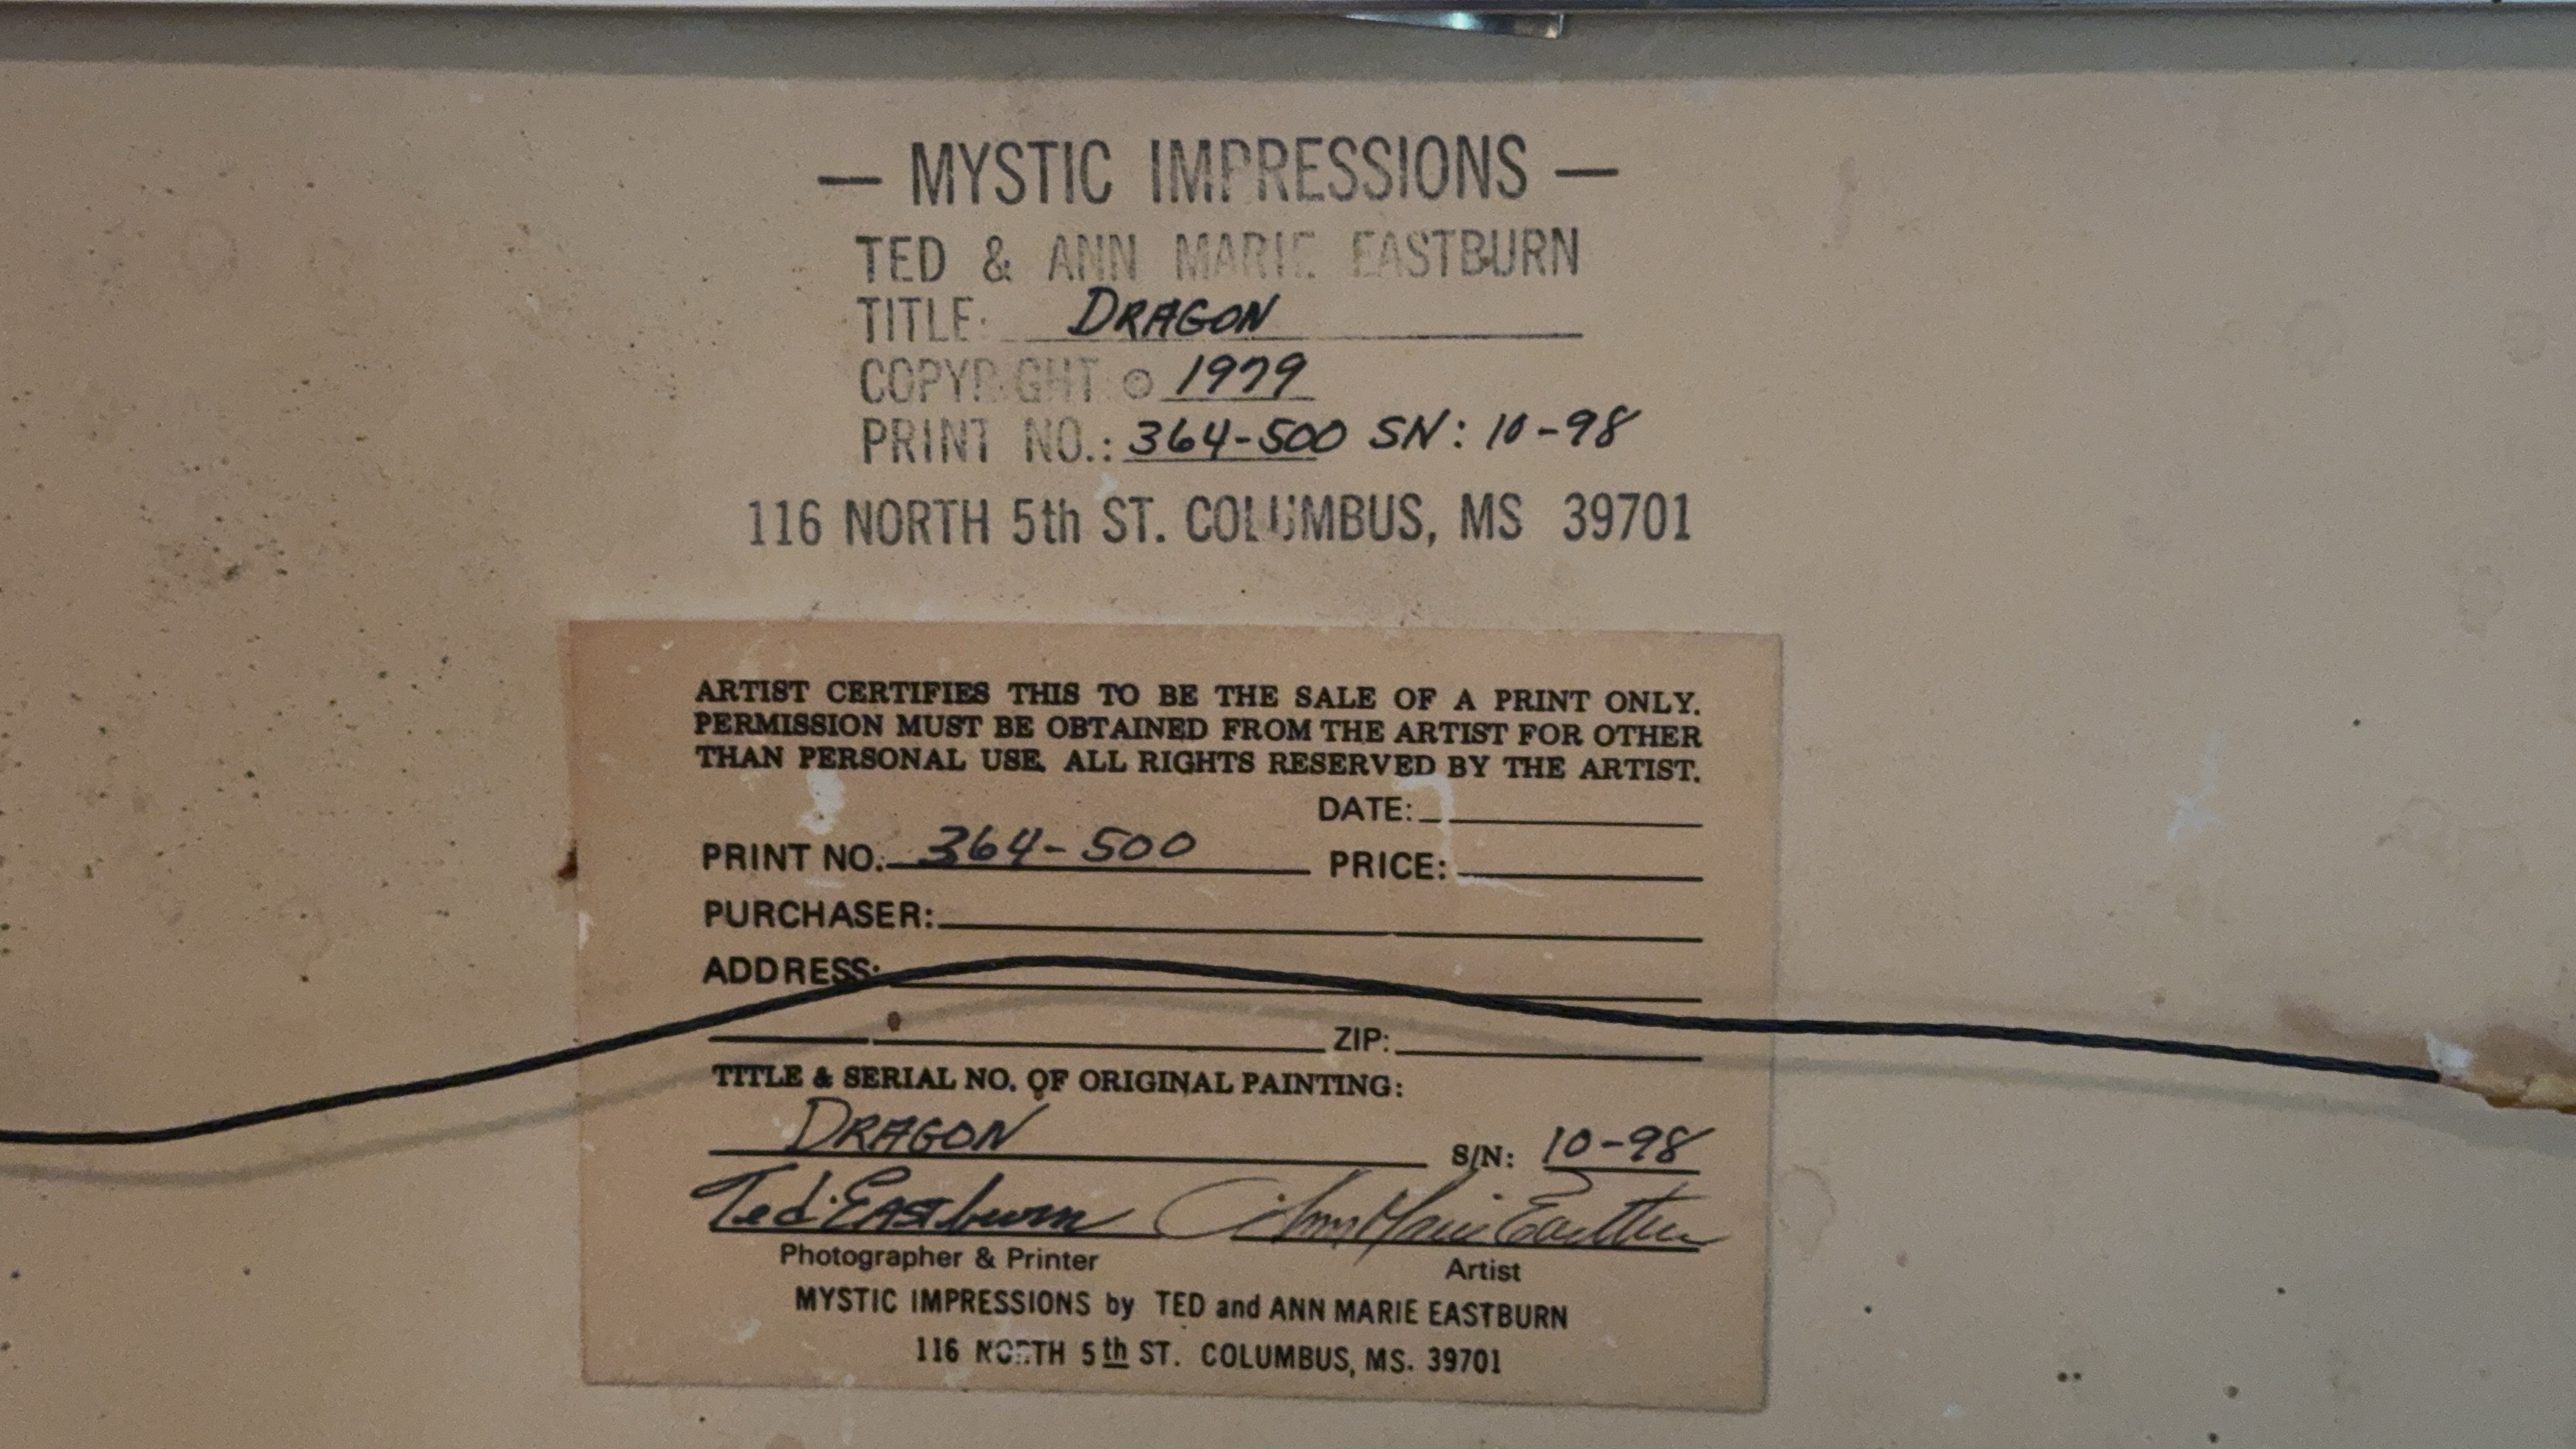 — MYSTIC IMPRESSIONS —
TED & ANN MARIE EASTBURN
TITLE: DRAGON
COPYRIGHT © 1979
PRINT NO.: 364-500 SN: 10-98
116 NORTH 5th ST. COLUMBUS, MS 39701
ARTIST CERTIFIES THIS TO BE THE SALE OF A PRINT ONLY.
PERMISSION MUST BE OBTAINED FROM THE ARTIST FOR OTHER
THAN PERSONAL USE. ALL RIGHTS RESERVED BY THE ARTIST.
DATE:
PRINT NO. 364-500 PRICE:
PURCHASER:
ADDRESS:
ZIP:
TITLE & SERIAL NO. OF ORIGINAL PAINTING:
DRAGON S/N: 10-98
Ted Eastburn Ann Marie Eastburn
Photographer & Printer Artist
MYSTIC IMPRESSIONS by TED and ANN MARIE EASTBURN
116 NORTH 5th ST. COLUMBUS, MS. 39701